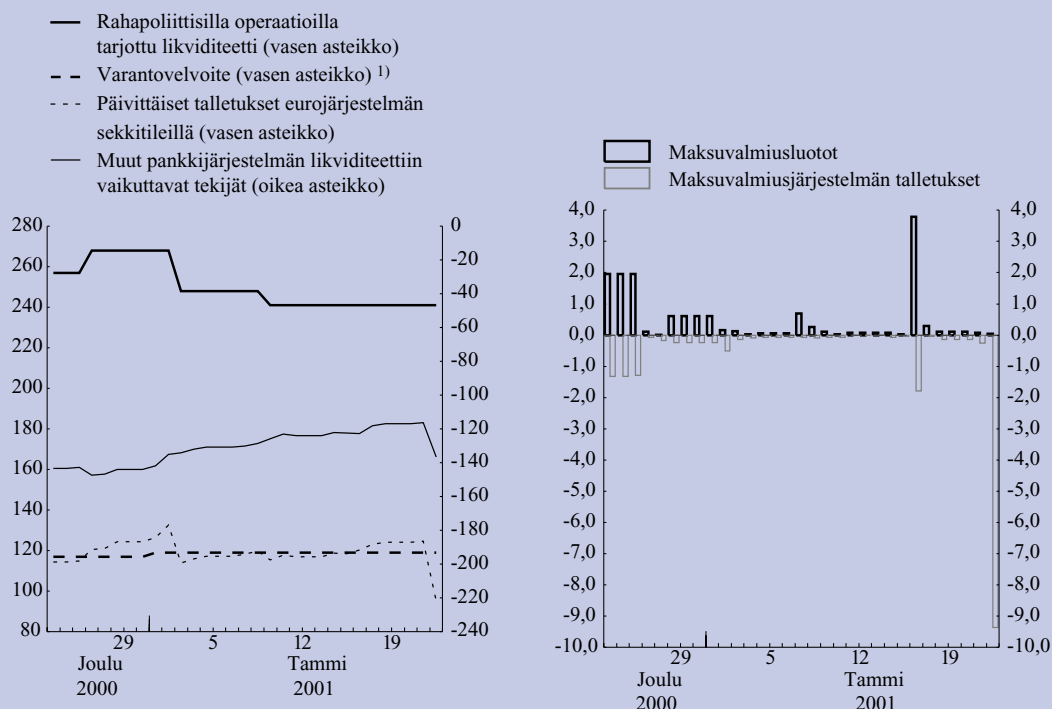 Rahapoliittisilla operaatioilla
tarjottu likviditeetti (vasen asteikko)
Varantovelvoite (vasen asteikko) 1)
Päivittäiset talletukset eurojärjestelmän
sekkitileillä (vasen asteikko)
Muut pankkijärjestelmän likviditeettiin
vaikuttavat tekijät (oikea asteikko)
280 0
260 -20
-40
240 -60
220 -80
200 -100
180 -120
160 -140
140 -160
120 -180
-200
100 -220
80 -240
29 5 12 19
Joulu Tammi
2000 2001
Maksuvalmiusluotot
Maksuvalmiusjärjestelmän talletukset
4,0 4,0
3,0 3,0
2,0 2,0
1,0 1,0
0,0 0,0
-1,0 -1,0
-2,0 -2,0
-3,0 -3,0
-4,0 -4,0
-5,0 -5,0
-6,0 -6,0
-7,0 -7,0
-8,0 -8,0
-9,0 -9,0
-10,0 -10,0
29 5 12 19
Joulu Tammi
2000 2001